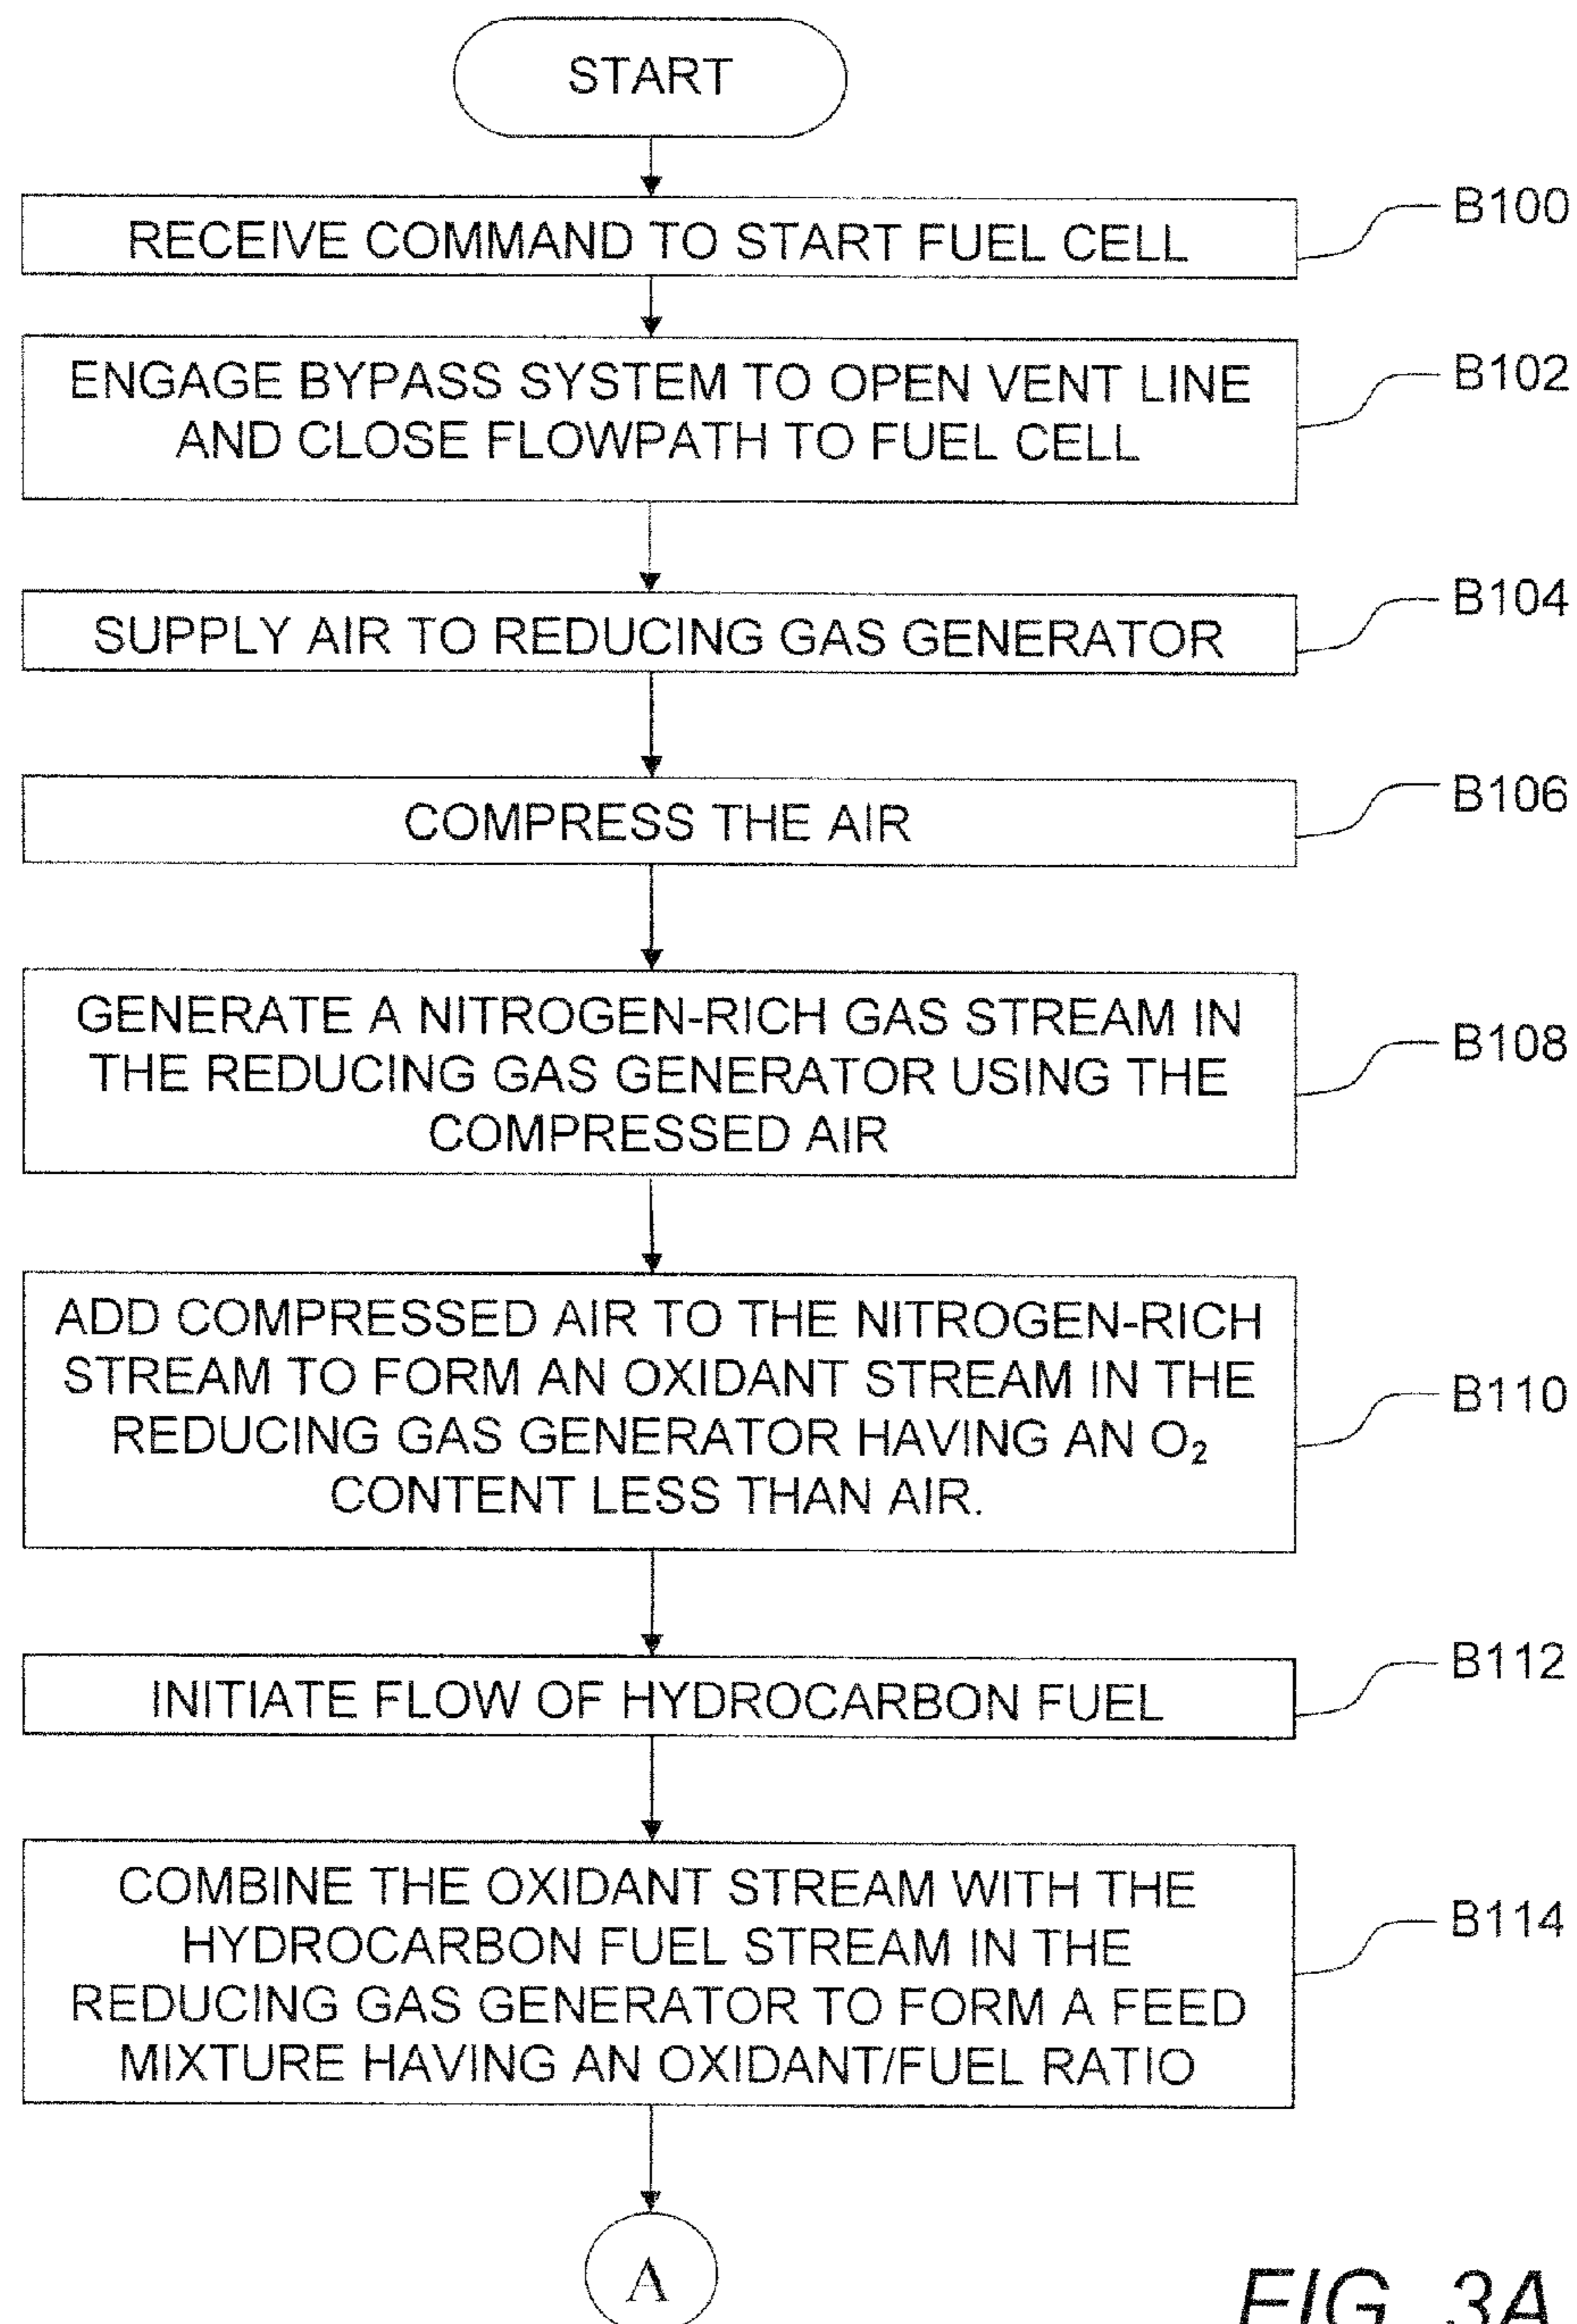 START
RECEIVE COMMAND TO START FUEL CELL
B100
ENGAGE BYPASS SYSTEM TO OPEN VENT LINE
AND CLOSE FLOWPATH TO FUEL CELL
B102
SUPPLY AIR TO REDUCING GAS GENERATOR
B104
COMPRESS THE AIR
B106
GENERATE A NITROGEN-RICH GAS STREAM IN
THE REDUCING GAS GENERATOR USING THE
COMPRESSED AIR
B108
ADD COMPRESSED AIR TO THE NITROGEN-RICH
STREAM TO FORM AN OXIDANT STREAM IN THE
REDUCING GAS GENERATOR HAVING AN O₂
CONTENT LESS THAN AIR.
B110
INITIATE FLOW OF HYDROCARBON FUEL
B112
COMBINE THE OXIDANT STREAM WITH THE
HYDROCARBON FUEL STREAM IN THE
REDUCING GAS GENERATOR TO FORM A FEED
MIXTURE HAVING AN OXIDANT/FUEL RATIO
B114
A
FIG. 3A